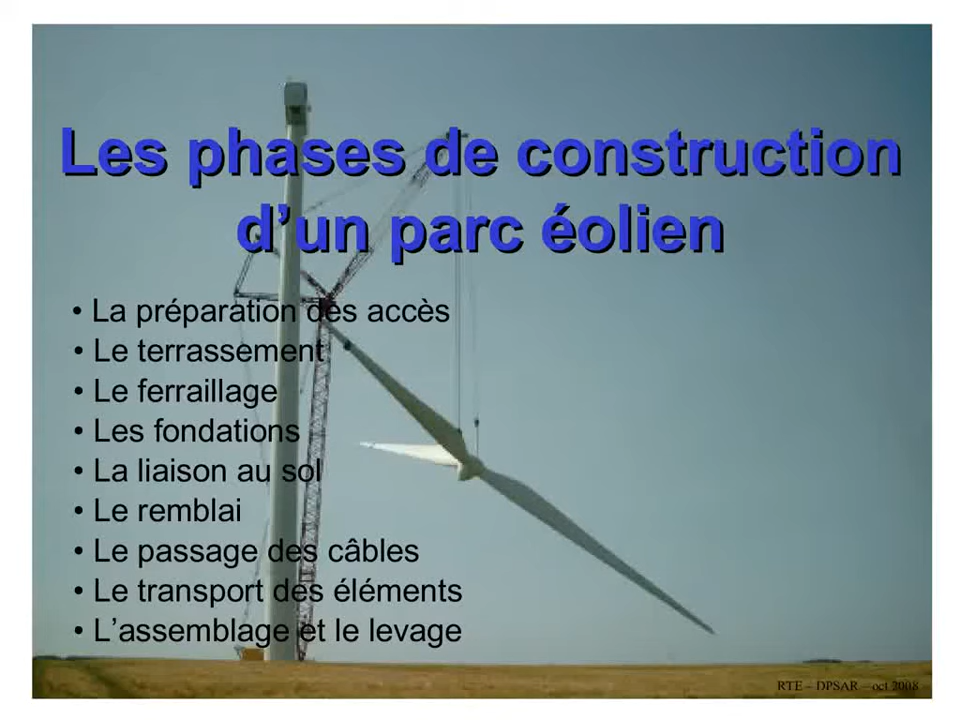 Les phases de construction
d’un parc éolien
• La préparation des accès
• Le terrassement
• Le ferraillage
• Les fondations
• La liaison au sol
• Le remblai
• Le passage des câbles
• Le transport des éléments
• L’assemblage et le levage
RTE – DPSAR – oct 2008